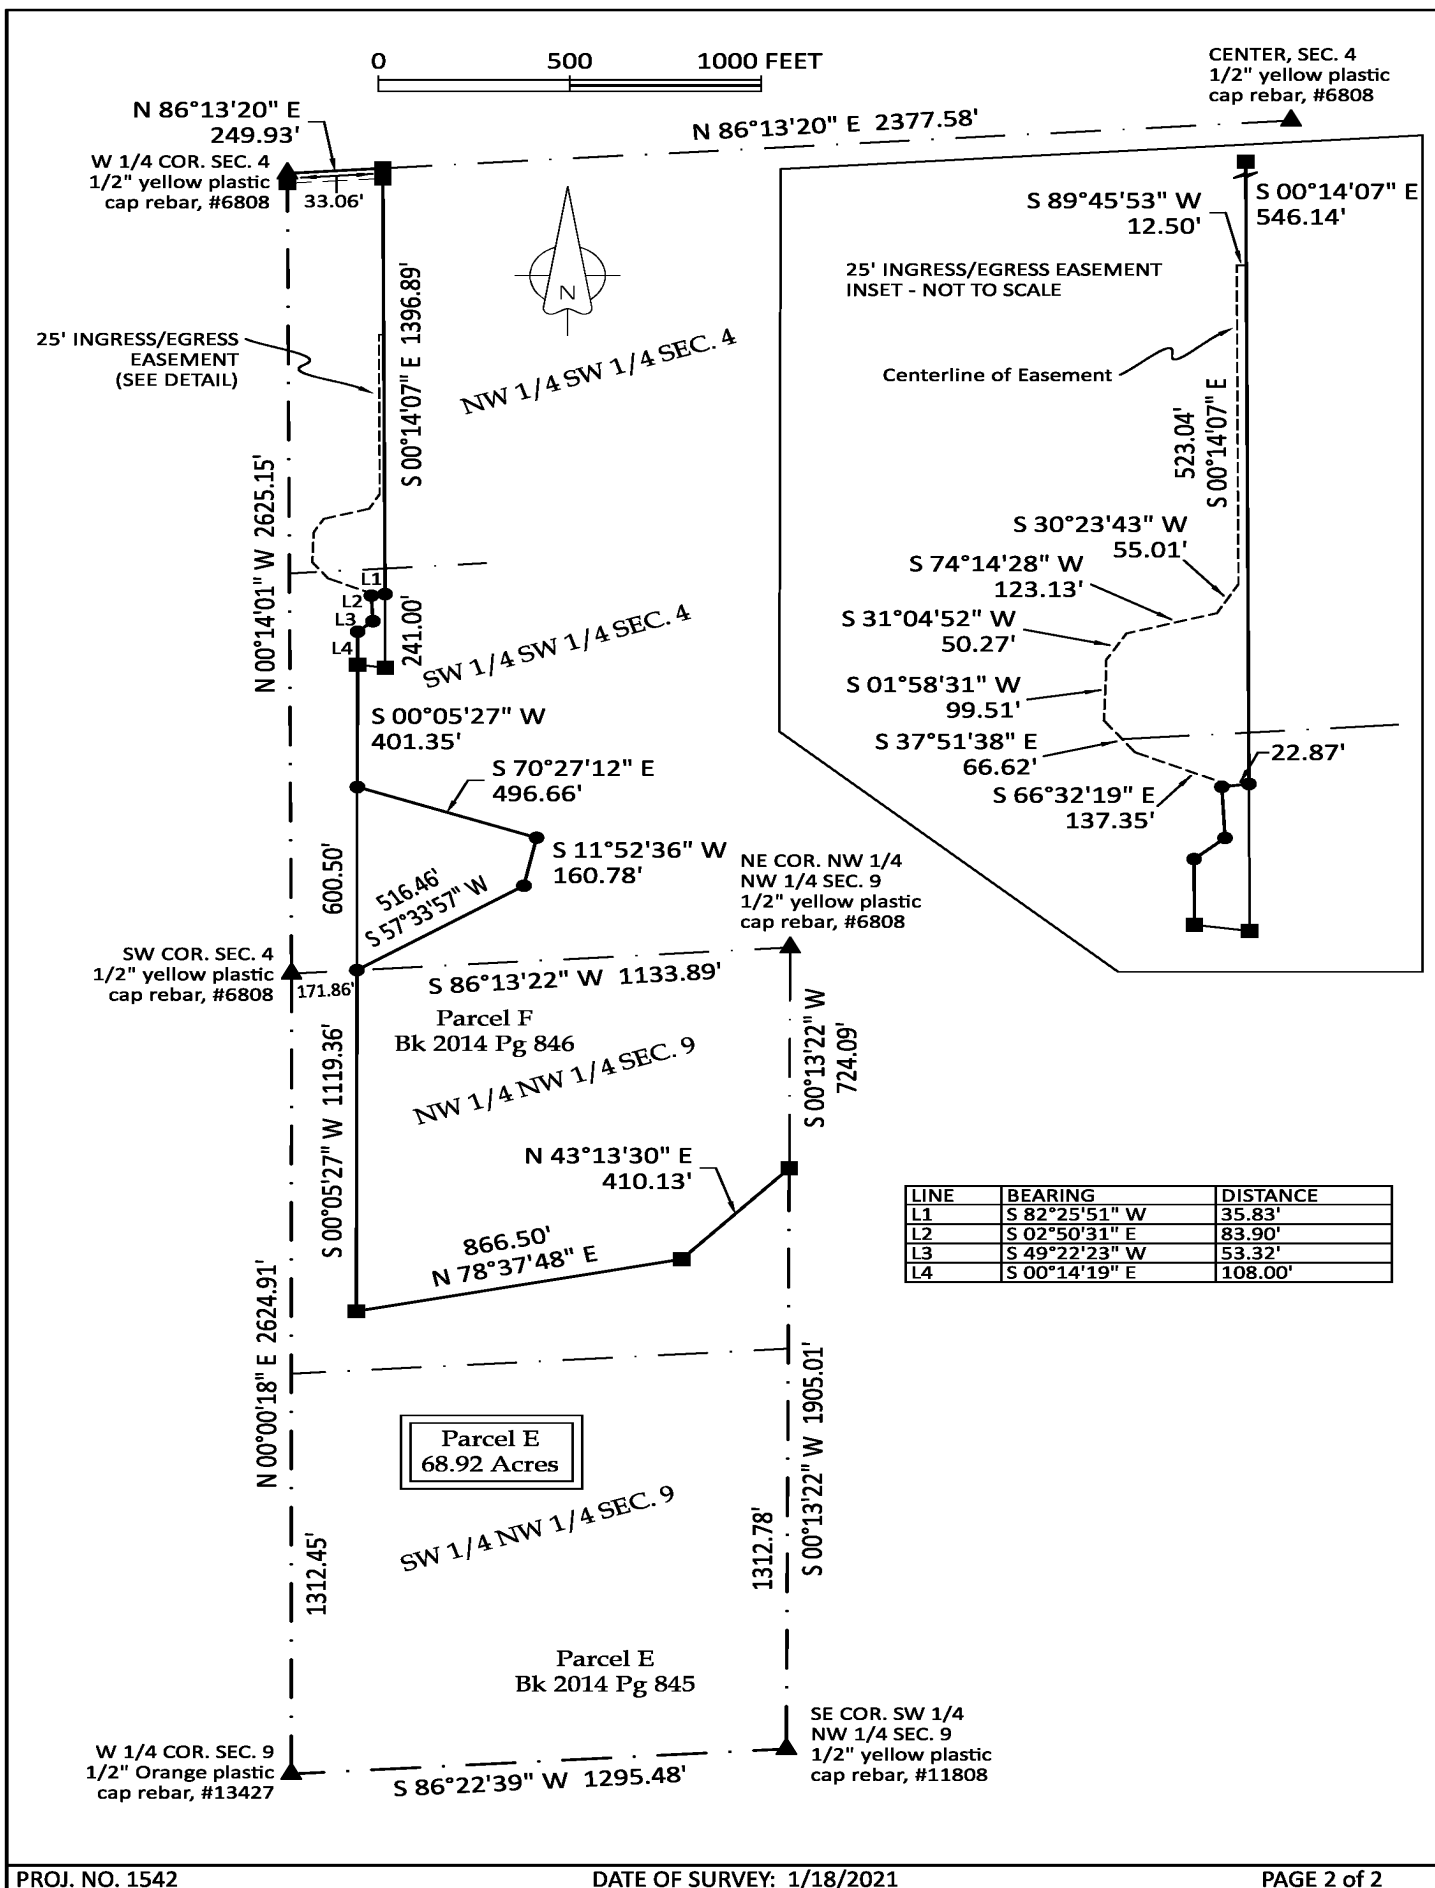 0 500 1000 FEET
CENTER, SEC. 4
1/2" yellow plastic
cap rebar, #6808
N 86°13'20" E
249.93'
N 86°13'20" E 2377.58'
W 1/4 COR. SEC. 4
1/2" yellow plastic
cap rebar, #6808
33.06'
N
S 00°14'07" E 1396.89'
25' INGRESS/EGRESS
EASEMENT
(SEE DETAIL)
NW 1/4 SW 1/4 SEC. 4
S 89°45'53" W
12.50'
S 00°14'07" E
546.14'
25' INGRESS/EGRESS EASEMENT
INSET - NOT TO SCALE
Centerline of Easement
523.04'
S 00°14'07" E
S 30°23'43" W
55.01'
S 74°14'28" W
123.13'
S 31°04'52" W
50.27'
S 01°58'31" W
99.51'
S 37°51'38" E
66.62'
22.87'
S 66°32'19" E
137.35'
N 00°14'01" W 2625.15'
L1
L2
L3
L4
241.00'
SW 1/4 SW 1/4 SEC. 4
S 00°05'27" W
401.35'
S 70°27'12" E
496.66'
S 11°52'36" W
160.78'
600.50'
516.46'
S 57°33'57" W
NE COR. NW 1/4
NW 1/4 SEC. 9
1/2" yellow plastic
cap rebar, #6808
SW COR. SEC. 4
1/2" yellow plastic
cap rebar, #6808
171.86'
S 86°13'22" W 1133.89'
Parcel F
Bk 2014 Pg 846
NW 1/4 NW 1/4 SEC. 9
S 00°13'22" W
724.09'
S 00°05'27" W 1119.36'
N 43°13'30" E
410.13'
866.50'
N 78°37'48" E
LINE BEARING DISTANCE
L1 S 82°25'51" W 35.83'
L2 S 02°50'31" E 83.90'
L3 S 49°22'23" W 53.32'
L4 S 00°14'19" E 108.00'
N 00°00'18" E 2624.91'
Parcel E
68.92 Acres
SW 1/4 NW 1/4 SEC. 9
S 00°13'22" W 1905.01'
1312.45'
1312.78'
Parcel E
Bk 2014 Pg 845
SE COR. SW 1/4
NW 1/4 SEC. 9
1/2" yellow plastic
cap rebar, #11808
W 1/4 COR. SEC. 9
1/2" Orange plastic
cap rebar, #13427
S 86°22'39" W 1295.48'
PROJ. NO. 1542 DATE OF SURVEY: 1/18/2021 PAGE 2 of 2